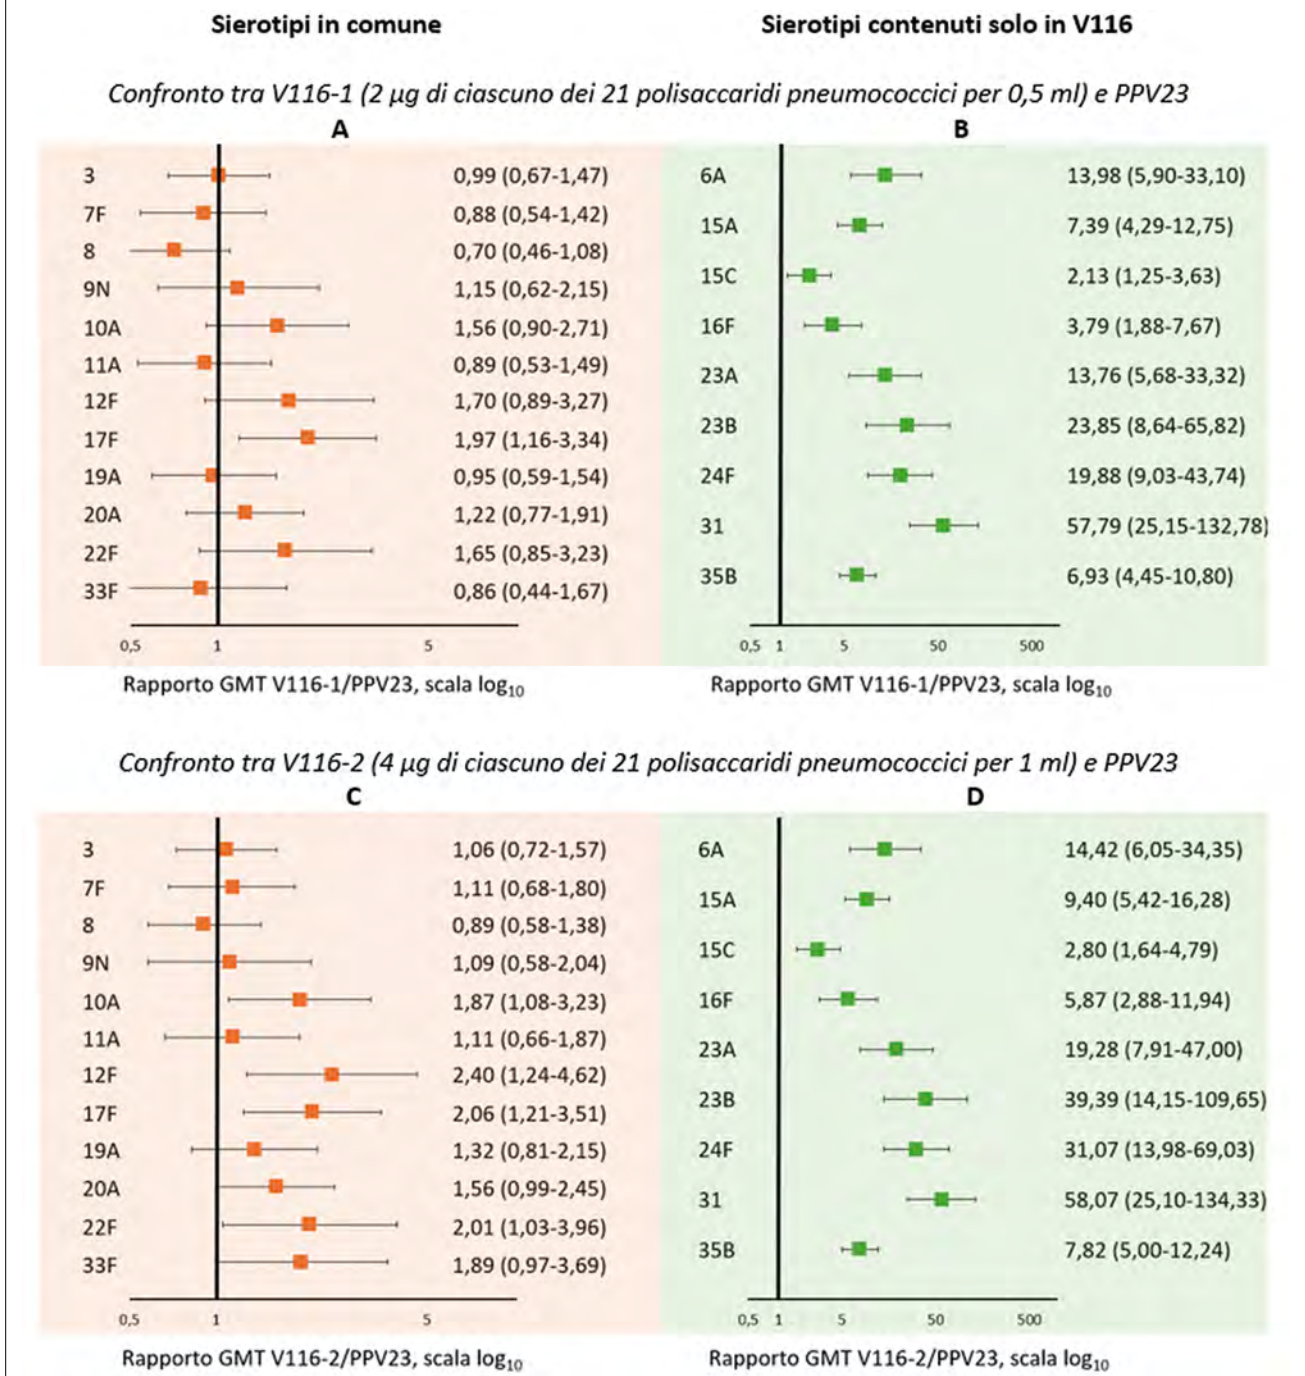 Sierotipi in comune
Sierotipi contenuti solo in V116
Confronto tra V116-1 (2 µg di ciascuno dei 21 polisaccaridi pneumococcici per 0,5 ml) e PPV23
A
3 0,99 (0,67-1,47)
7F 0,88 (0,54-1,42)
8 0,70 (0,46-1,08)
9N 1,15 (0,62-2,15)
10A 1,56 (0,90-2,71)
11A 0,89 (0,53-1,49)
12F 1,70 (0,89-3,27)
17F 1,97 (1,16-3,34)
19A 0,95 (0,59-1,54)
20A 1,22 (0,77-1,91)
22F 1,65 (0,85-3,23)
33F 0,86 (0,44-1,67)
0,5 1 5
Rapporto GMT V116-1/PPV23, scala log10
B
6A 13,98 (5,90-33,10)
15A 7,39 (4,29-12,75)
15C 2,13 (1,25-3,63)
16F 3,79 (1,88-7,67)
23A 13,76 (5,68-33,32)
23B 23,85 (8,64-65,82)
24F 19,88 (9,03-43,74)
31 57,79 (25,15-132,78)
35B 6,93 (4,45-10,80)
0,5 1 5 50 500
Rapporto GMT V116-1/PPV23, scala log10
Confronto tra V116-2 (4 µg di ciascuno dei 21 polisaccaridi pneumococcici per 1 ml) e PPV23
C
3 1,06 (0,72-1,57)
7F 1,11 (0,68-1,80)
8 0,89 (0,58-1,38)
9N 1,09 (0,58-2,04)
10A 1,87 (1,08-3,23)
11A 1,11 (0,66-1,87)
12F 2,40 (1,24-4,62)
17F 2,06 (1,21-3,51)
19A 1,32 (0,81-2,15)
20A 1,56 (0,99-2,45)
22F 2,01 (1,03-3,96)
33F 1,89 (0,97-3,69)
0,5 1 5
Rapporto GMT V116-2/PPV23, scala log10
D
6A 14,42 (6,05-34,35)
15A 9,40 (5,42-16,28)
15C 2,80 (1,64-4,79)
16F 5,87 (2,88-11,94)
23A 19,28 (7,91-47,00)
23B 39,39 (14,15-109,65)
24F 31,07 (13,98-69,03)
31 58,07 (25,10-134,33)
35B 7,82 (5,00-12,24)
0,5 1 5 50 500
Rapporto GMT V116-2/PPV23, scala log10